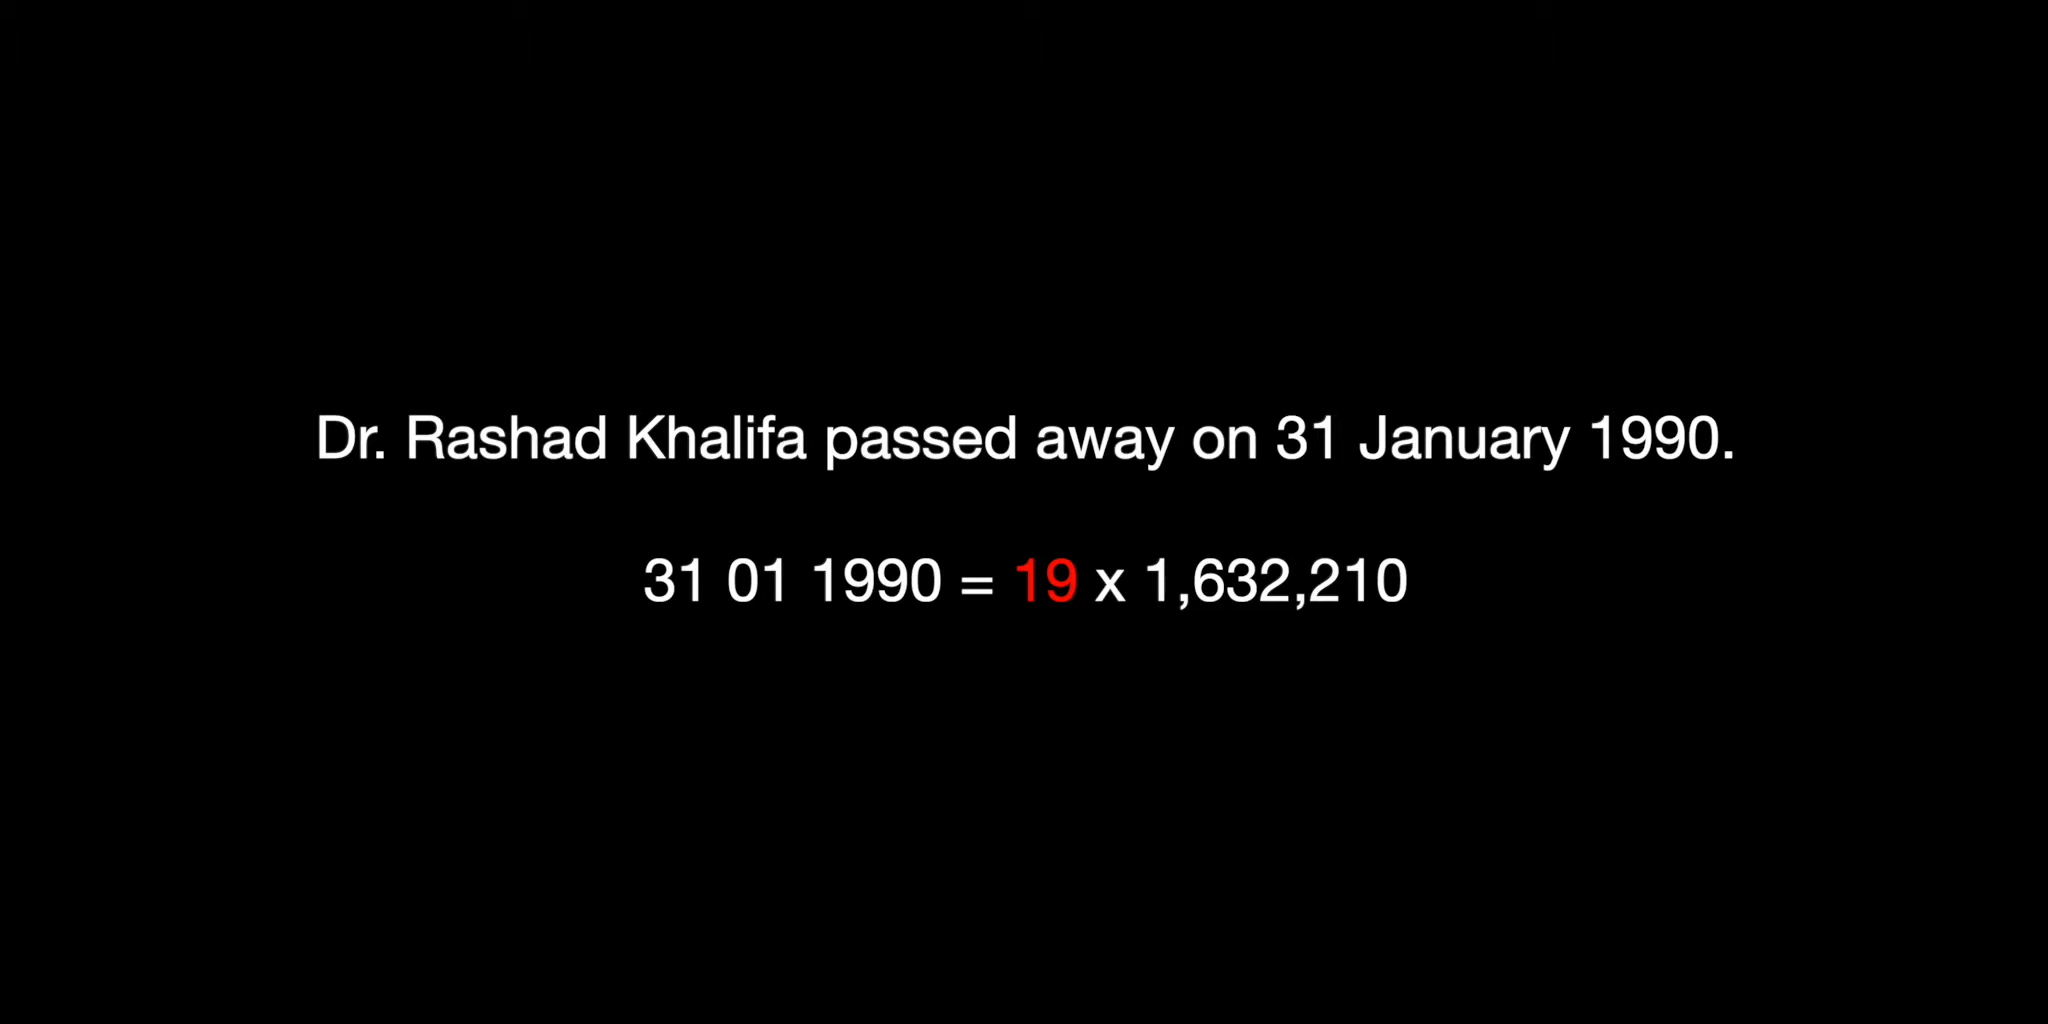 Dr. Rashad Khalifa passed away on 31 January 1990.
31 01 1990 = 19 x 1,632,210